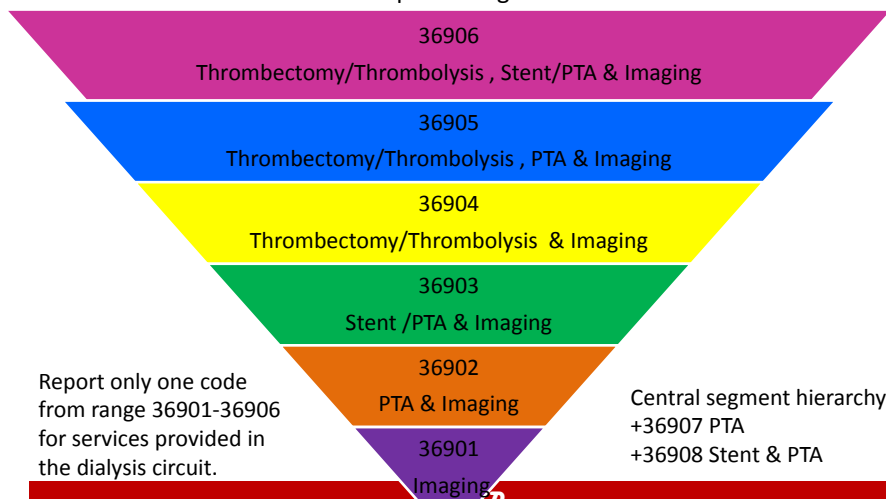 36906
Thrombectomy/Thrombolysis , Stent/PTA & Imaging
36905
Thrombectomy/Thrombolysis , PTA & Imaging
36904
Thrombectomy/Thrombolysis & Imaging
36903
Stent /PTA & Imaging
36902
PTA & Imaging
36901
Imaging
Report only one code
from range 36901-36906
for services provided in
the dialysis circuit.
Central segment hierarchy
+36907 PTA
+36908 Stent & PTA